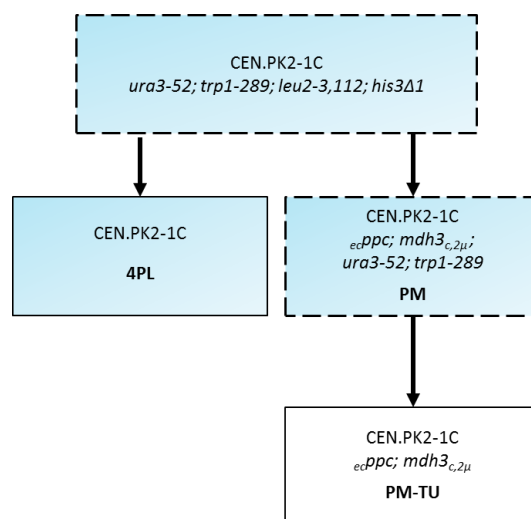 CEN.PK2-1C
ura3-52; trp1-289; leu2-3,112; his3Δ1
CEN.PK2-1C
4PL
CEN.PK2-1C
ecppc; mdh3c,2μ;
ura3-52; trp1-289
PM
CEN.PK2-1C
ecppc; mdh3c,2μ
PM-TU